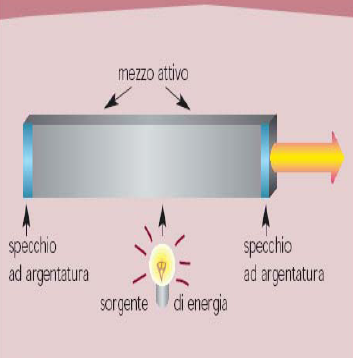 mezzo attivo
specchio
ad argentatura
specchio
ad argentatura
sorgente di energia